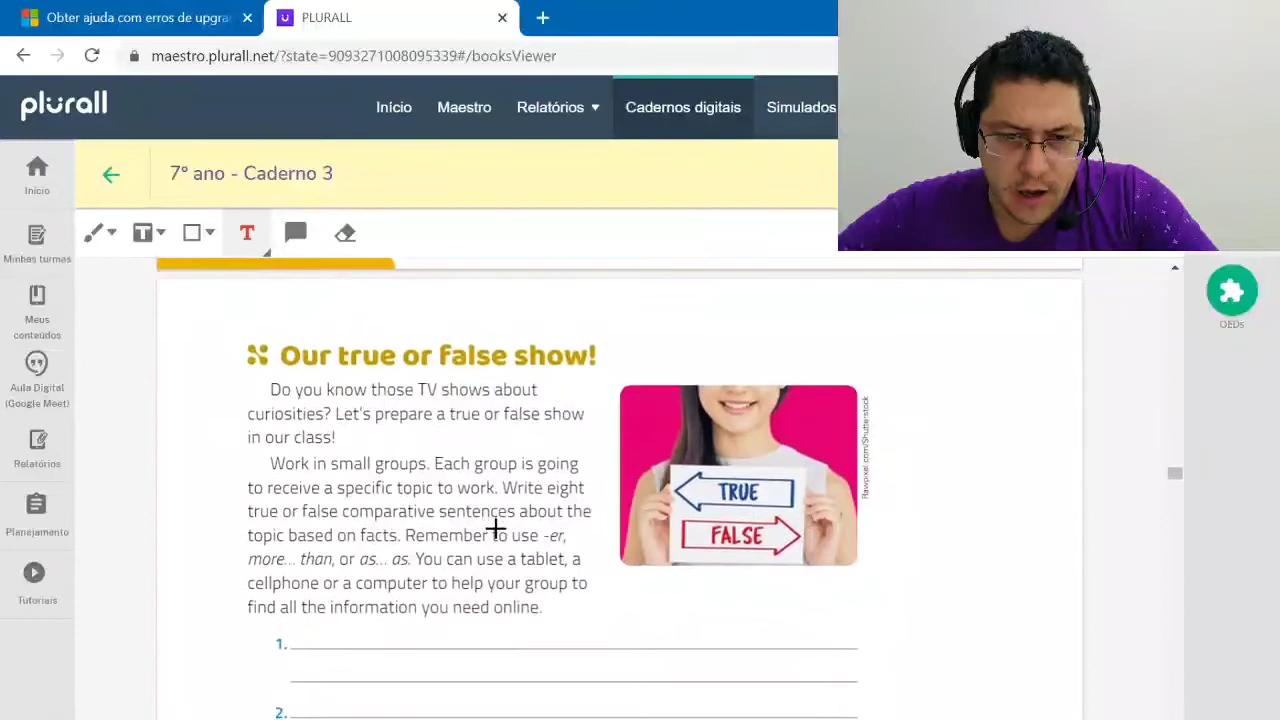 Obter ajuda com erros de upgra
PLURALL
maestro.plurall.net/?state=9093271008095339#/booksViewer
plurall
Início
Maestro
Relatórios
Cadernos digitais
Simulados
7º ano - Caderno 3
Início
Minhas turmas
Meus conteúdos
Aula Digital (Google Meet)
Relatórios
Planejamento
Tutoriais
OEDs
Our true or false show!
Do you know those TV shows about
curiosities? Let's prepare a true or false show
in our class!
Work in small groups. Each group is going
to receive a specific topic to work. Write eight
true or false comparative sentences about the
topic based on facts. Remember to use -er,
more... than, or as... as. You can use a tablet, a
cellphone or a computer to help your group to
find all the information you need online.
TRUE
FALSE
Rawpixel.com/Shutterstock
1.
2.